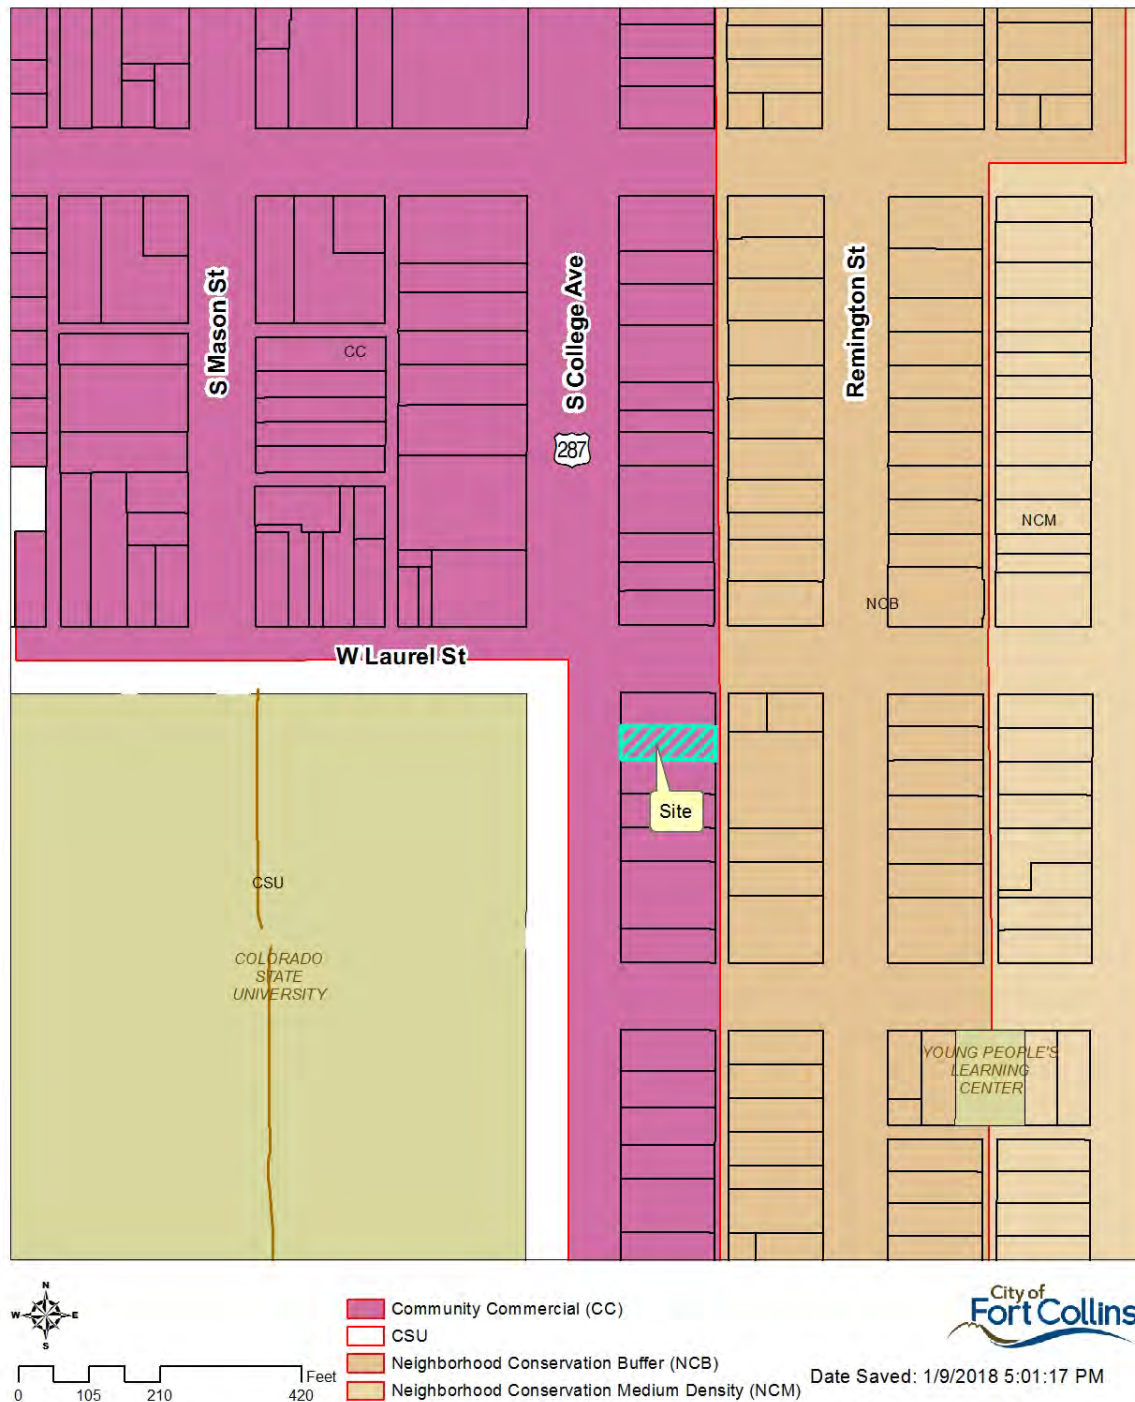 S Mason St
S College Ave
Remington St
CC
287
NCM
NCB
W Laurel St
Site
CSU
COLORADO
STATE
UNIVERSITY
YOUNG PEOPLE'S
LEARNING
CENTER
N
W E
S
0 105 210 420 Feet
Community Commercial (CC)
CSU
Neighborhood Conservation Buffer (NCB)
Neighborhood Conservation Medium Density (NCM)
City of
Fort Collins
Date Saved: 1/9/2018 5:01:17 PM